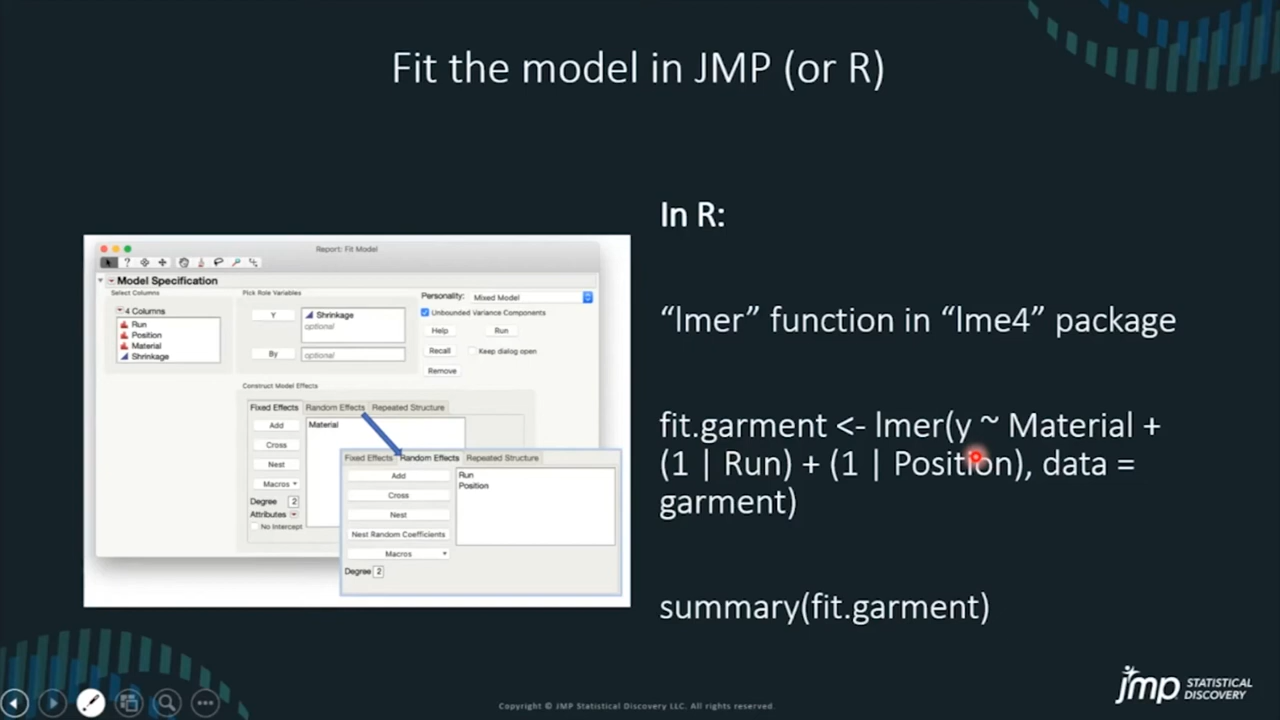 Fit the model in JMP (or R)
In R:
“lmer” function in “lme4” package
fit.garment <- lmer(y ~ Material +
(1 | Run) + (1 | Position), data =
garment)
summary(fit.garment)
Report: Fit Model
Model Specification
Select Columns
4 Columns
Run
Position
Material
Shrinkage
Pick Role Variables
Y
Shrinkage
optional
By
optional
Personality:
Mixed Model
Unbounded Variance Components
Help
Run
Recall
Keep dialog open
Remove
Construct Model Effects
Fixed Effects
Random Effects
Repeated Structure
Add
Material
Cross
Nest
Macros
Degree 2
Attributes
No Intercept
Fixed Effects
Random Effects
Repeated Structure
Add
Run
Position
Cross
Nest
Nest Random Coefficients
Macros
Degree 2
Copyright © JMP Statistical Discovery LLC. All rights reserved.
jmp STATISTICAL
DISCOVERY